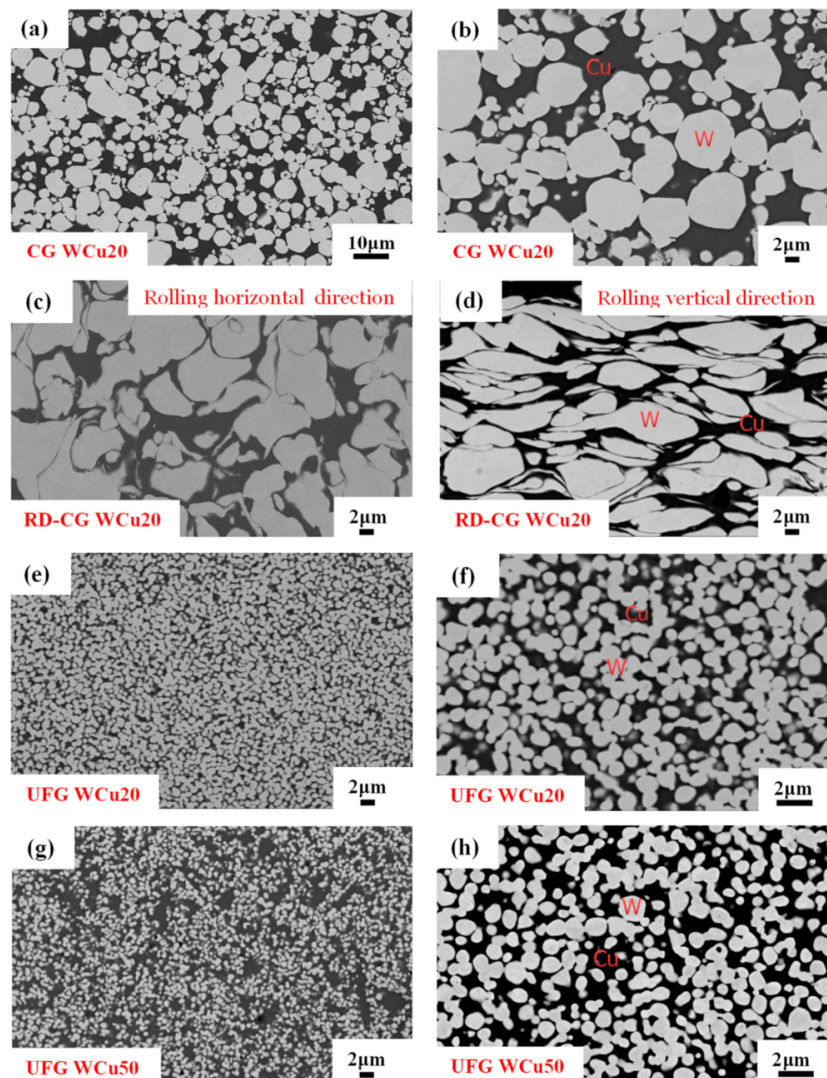 (a)
10μm
CG WCu20
(b)
Cu
W
2μm
CG WCu20
(c)
Rolling horizontal direction
2μm
RD-CG WCu20
(d)
Rolling vertical direction
W
Cu
2μm
RD-CG WCu20
(e)
2μm
UFG WCu20
(f)
Cu
W
2μm
UFG WCu20
(g)
2μm
UFG WCu50
(h)
W
Cu
2μm
UFG WCu50